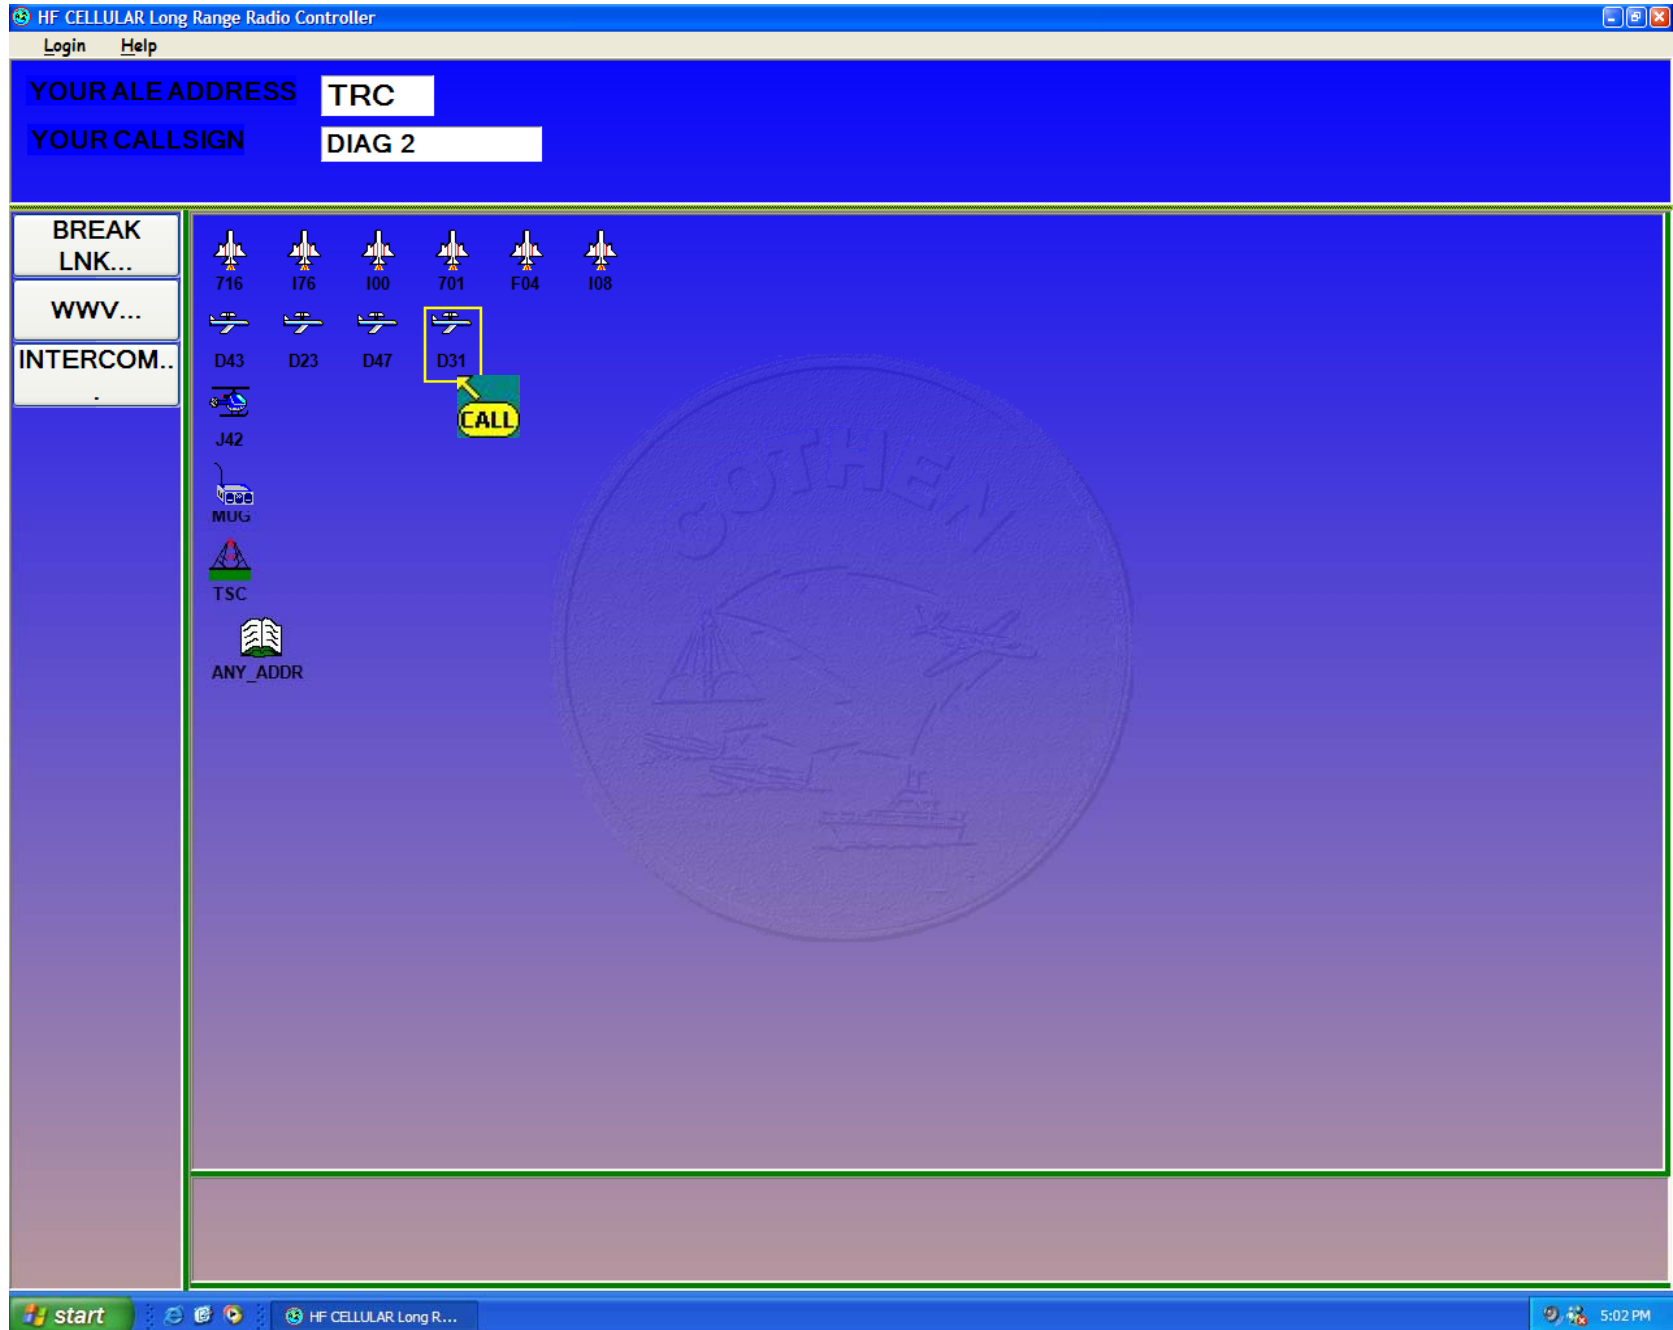 HF CELLULAR Long Range Radio Controller
Login Help
YOUR ALE ADDRESS TRC
YOUR CALLSIGN DIAG 2
BREAK
LNK...
WWV...
INTERCOM..
.
716 I76 I00 701 F04 I08
D43 D23 D47 D31
CALL
J42
MUG
TSC
ANY_ADDR
COTHEN
start HF CELLULAR Long R... 5:02 PM